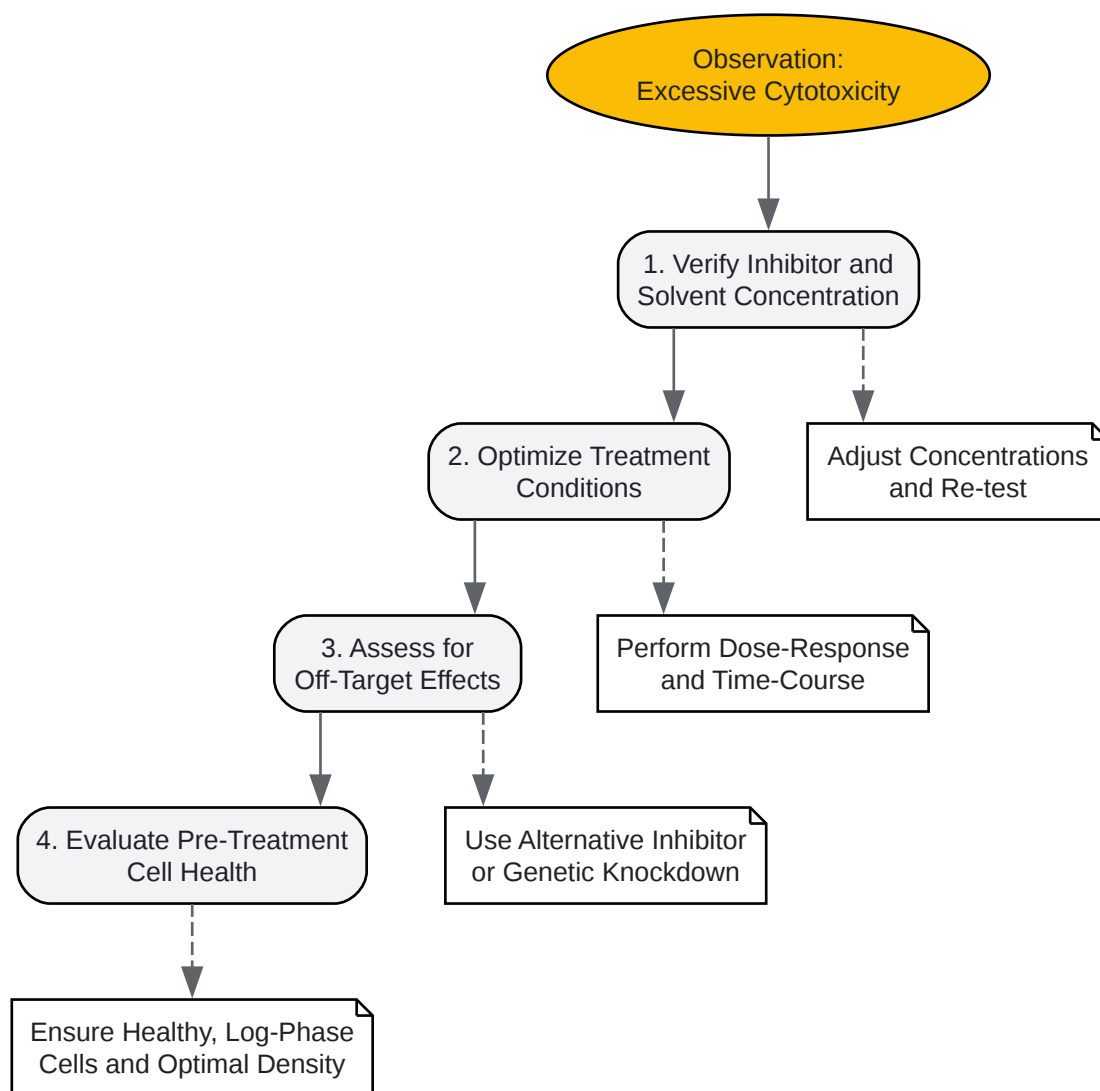 Observation:
Excessive Cytotoxicity
1. Verify Inhibitor and
Solvent Concentration
2. Optimize Treatment
Conditions
Adjust Concentrations
and Re-test
3. Assess for
Off-Target Effects
Perform Dose-Response
and Time-Course
4. Evaluate Pre-Treatment
Cell Health
Use Alternative Inhibitor
or Genetic Knockdown
Ensure Healthy, Log-Phase
Cells and Optimal Density